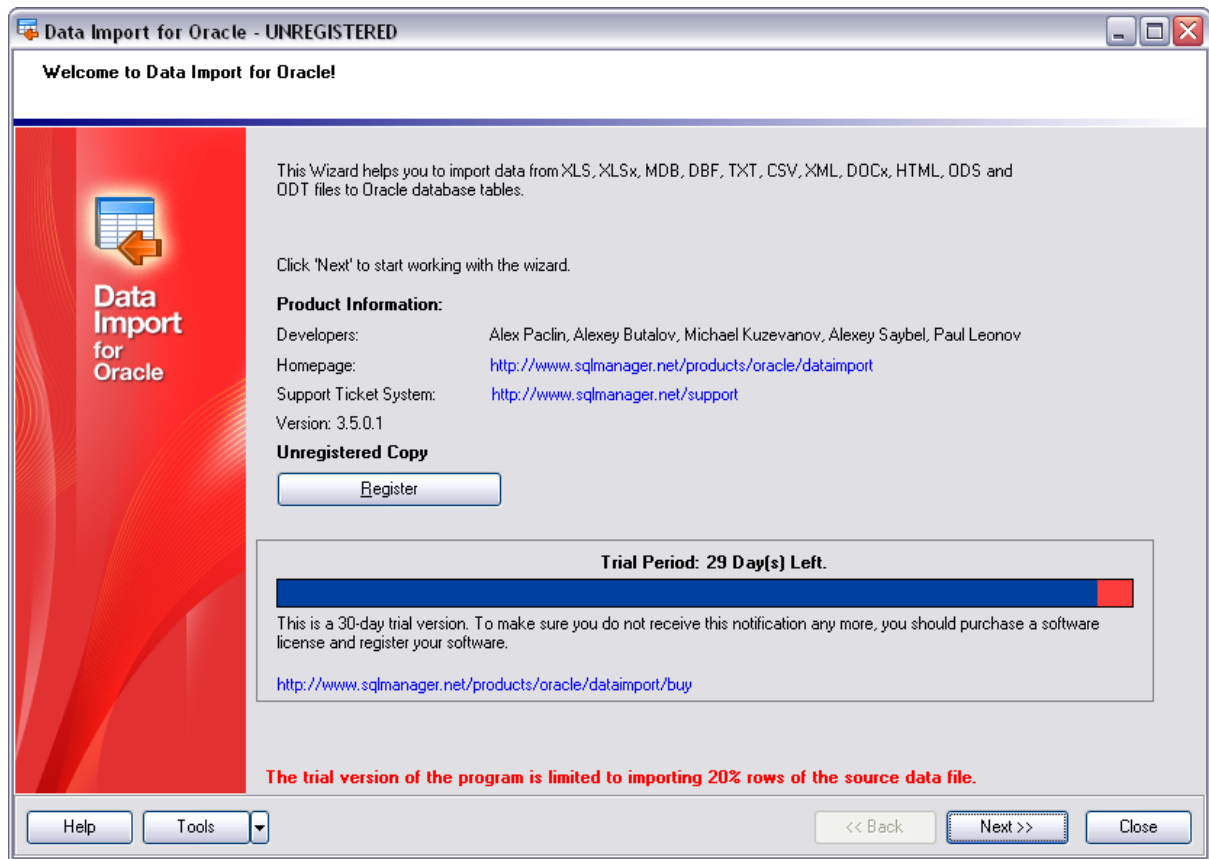 Data Import for Oracle - UNREGISTERED
Welcome to Data Import for Oracle!
Data
Import
for
Oracle
This Wizard helps you to import data from XLS, XLSx, MDB, DBF, TXT, CSV, XML, DOCx, HTML, ODS and
ODT files to Oracle database tables.
Click 'Next' to start working with the wizard.
Product Information:
Developers: Alex Paclin, Alexey Butalov, Michael Kuzevanov, Alexey Saybel, Paul Leonov
Homepage: http://www.sqlmanager.net/products/oracle/dataimport
Support Ticket System: http://www.sqlmanager.net/support
Version: 3.5.0.1
Unregistered Copy
Register
Trial Period: 29 Day(s) Left.
This is a 30-day trial version. To make sure you do not receive this notification any more, you should purchase a software
license and register your software.
http://www.sqlmanager.net/products/oracle/dataimport/buy
The trial version of the program is limited to importing 20% rows of the source data file.
Help Tools << Back Next >> Close